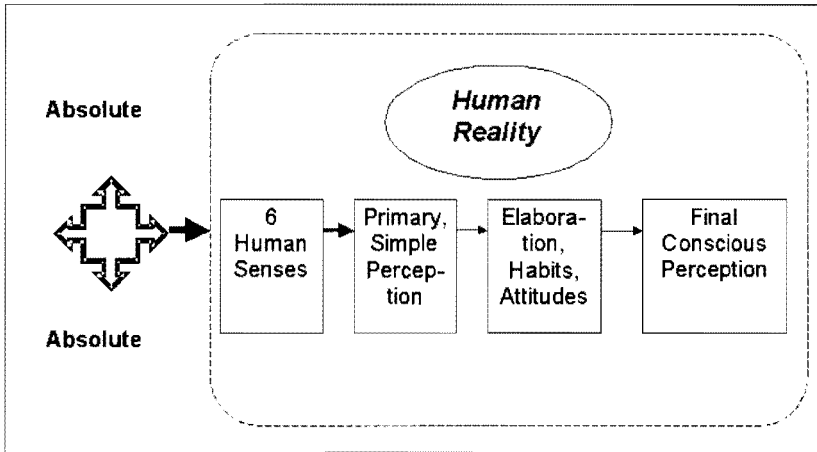 Absolute
Human
Reality
6
Human
Senses
Primary,
Simple
Percep-
tion
Elabora-
tion,
Habits,
Attitudes
Final
Conscious
Perception
Absolute